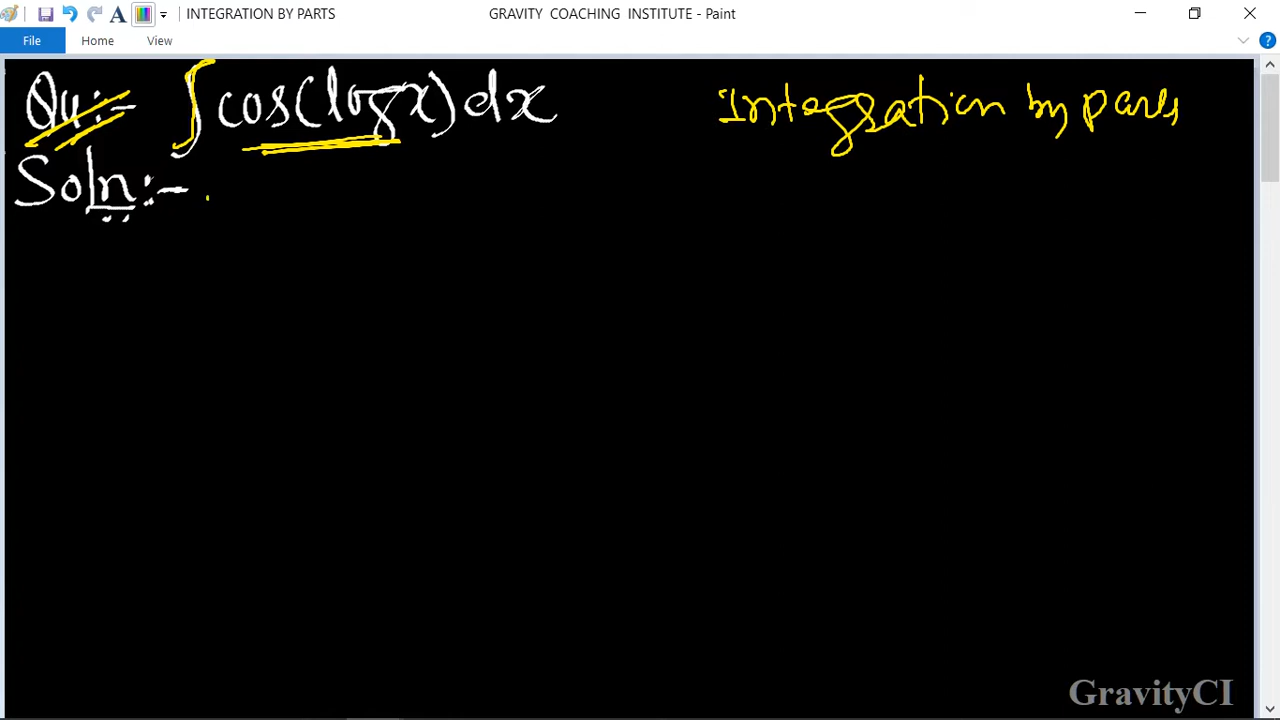 INTEGRATION BY PARTS GRAVITY COACHING INSTITUTE - Paint
File Home View
Qu:- ∫cos(logx)dx Integration by parts
Soln:-
GravityCI